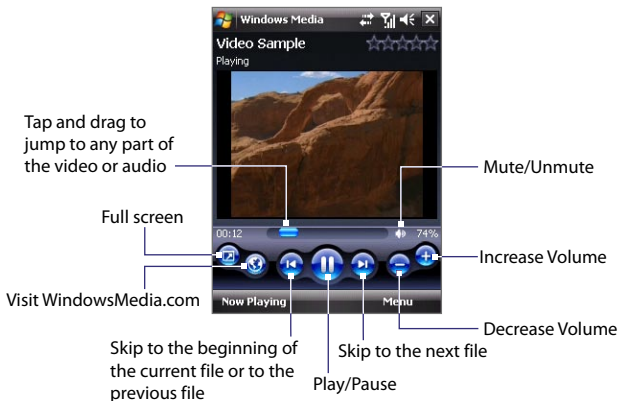 Windows Media
Video Sample
Playing
Tap and drag to
jump to any part of
the video or audio
Mute/Unmute
Full screen
00:12
74%
Increase Volume
Visit WindowsMedia.com
Now Playing
Menu
Decrease Volume
Skip to the beginning of
the current file or to the
previous file
Skip to the next file
Play/Pause